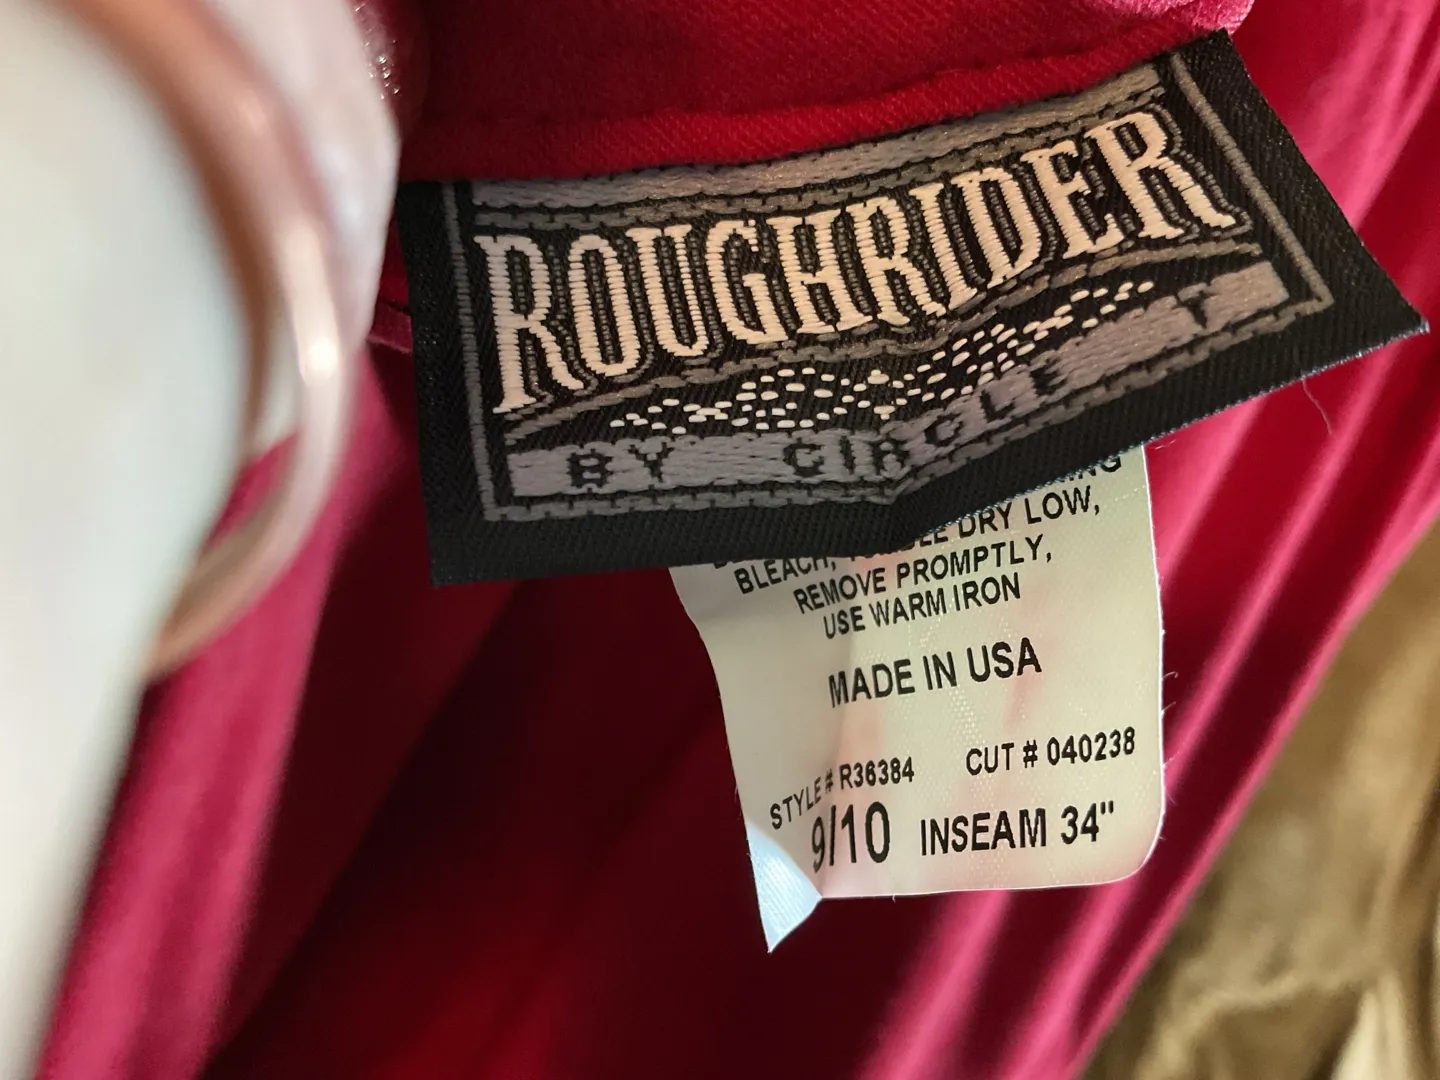 ROUGHRIDER
BY CIRCLE T
DRY LOW,
BLEACH,
REMOVE PROMPTLY,
USE WARM IRON
MADE IN USA
STYLE # R36384 CUT # 040238
9/10 INSEAM 34"